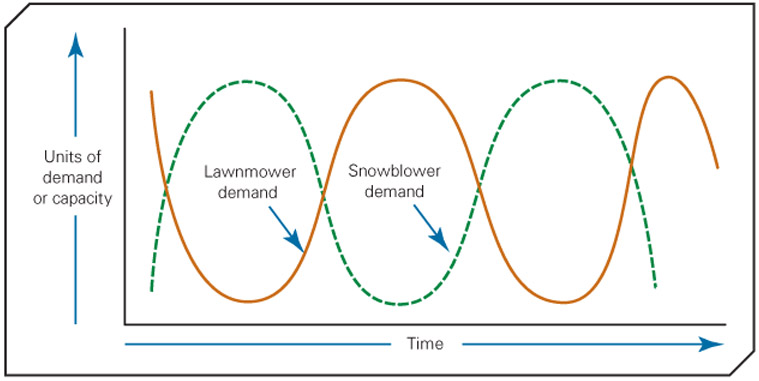 Units of
demand
or capacity
Lawnmower
demand
Snowblower
demand
Time